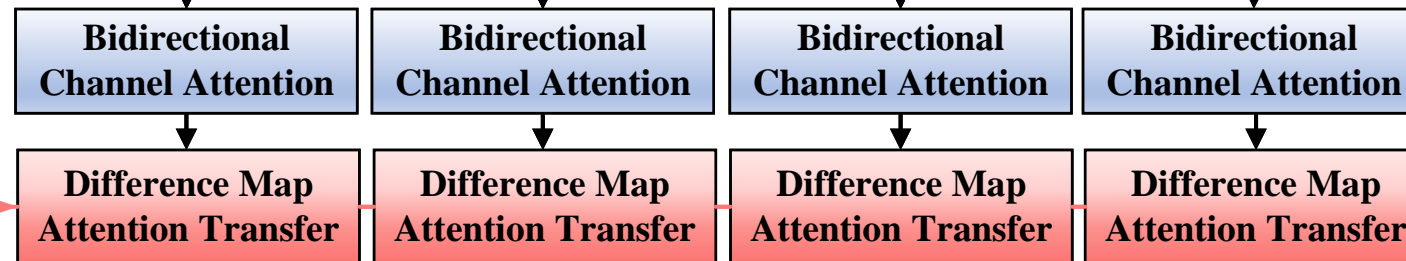 Bidirectional
Channel Attention
Bidirectional
Channel Attention
Bidirectional
Channel Attention
Bidirectional
Channel Attention
Difference Map
Attention Transfer
Difference Map
Attention Transfer
Difference Map
Attention Transfer
Difference Map
Attention Transfer